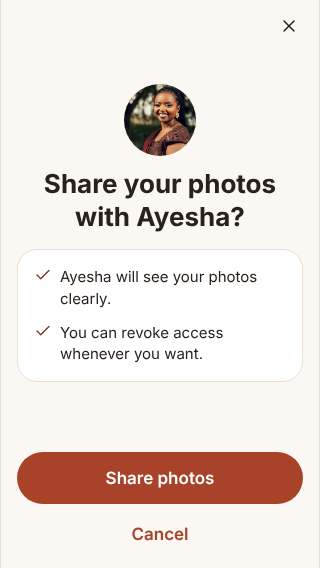 Share your photos
with Ayesha?
Ayesha will see your photos
clearly.
You can revoke access
whenever you want.
Share photos
Cancel